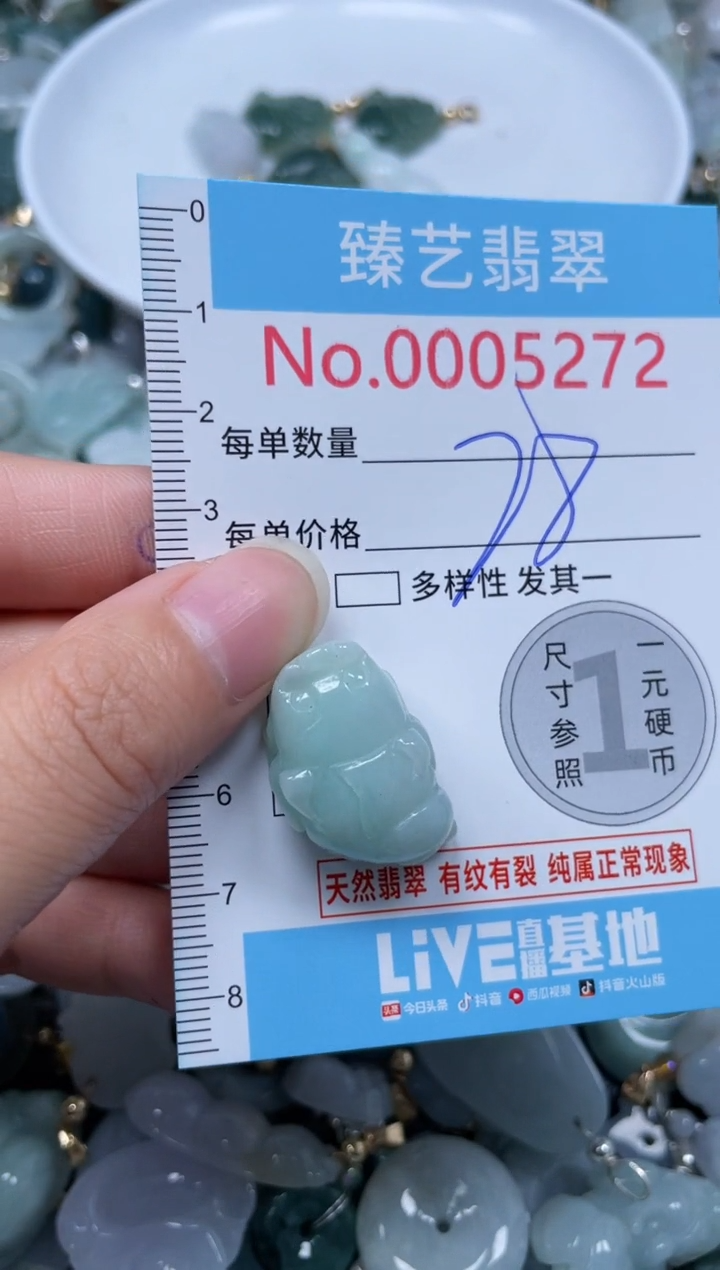 0
臻艺翡翠
1
No.0005272
2
每单数量
28
3
每单价格
多样性 发其一
尺寸参照
1
一元硬币
6
天然翡翠 有纹有裂 纯属正常现象
7
LiVE直播基地
8
头条 今日头条 抖音 西瓜视频 抖音火山版